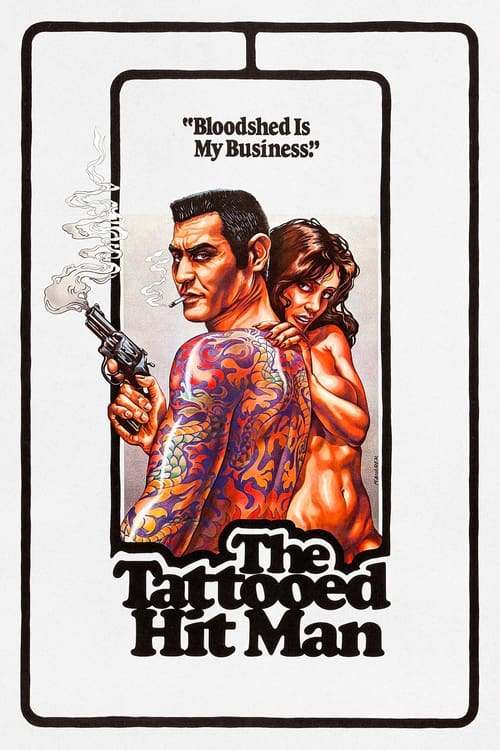 “Bloodshed Is
My Business.”
The
Tattooed
Hit Man